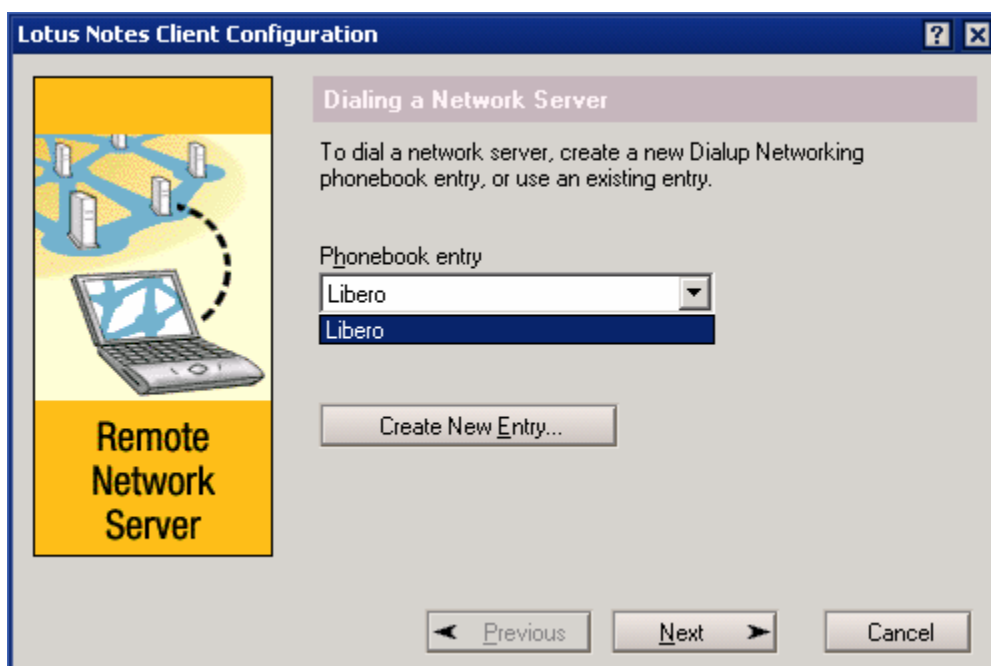 Lotus Notes Client Configuration
Dialing a Network Server
To dial a network server, create a new Dialup Networking
phonebook entry, or use an existing entry.
Phonebook entry
Libero
Libero
Create New Entry...
Remote
Network
Server
Previous
Next
Cancel